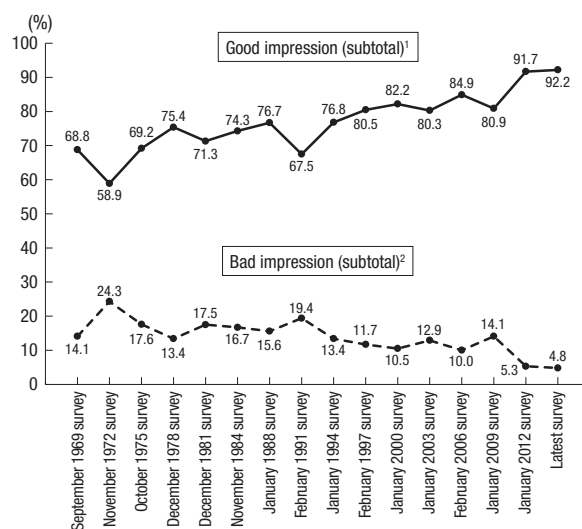 (%)
Good impression (subtotal)1
100
90
80
70
60
50
40
30
20
10
0
68.8
58.9
69.2
75.4
71.3
74.3
76.7
67.5
76.8
80.5
82.2
80.3
84.9
80.9
91.7
92.2
Bad impression (subtotal)2
14.1
24.3
17.6
13.4
17.5
16.7
15.6
19.4
13.4
11.7
10.5
12.9
10.0
14.1
5.3
4.8
September 1969 survey
November 1972 survey
October 1975 survey
December 1978 survey
December 1981 survey
November 1984 survey
January 1988 survey
February 1991 survey
January 1994 survey
February 1997 survey
January 2000 survey
January 2003 survey
February 2006 survey
January 2009 survey
January 2012 survey
Latest survey